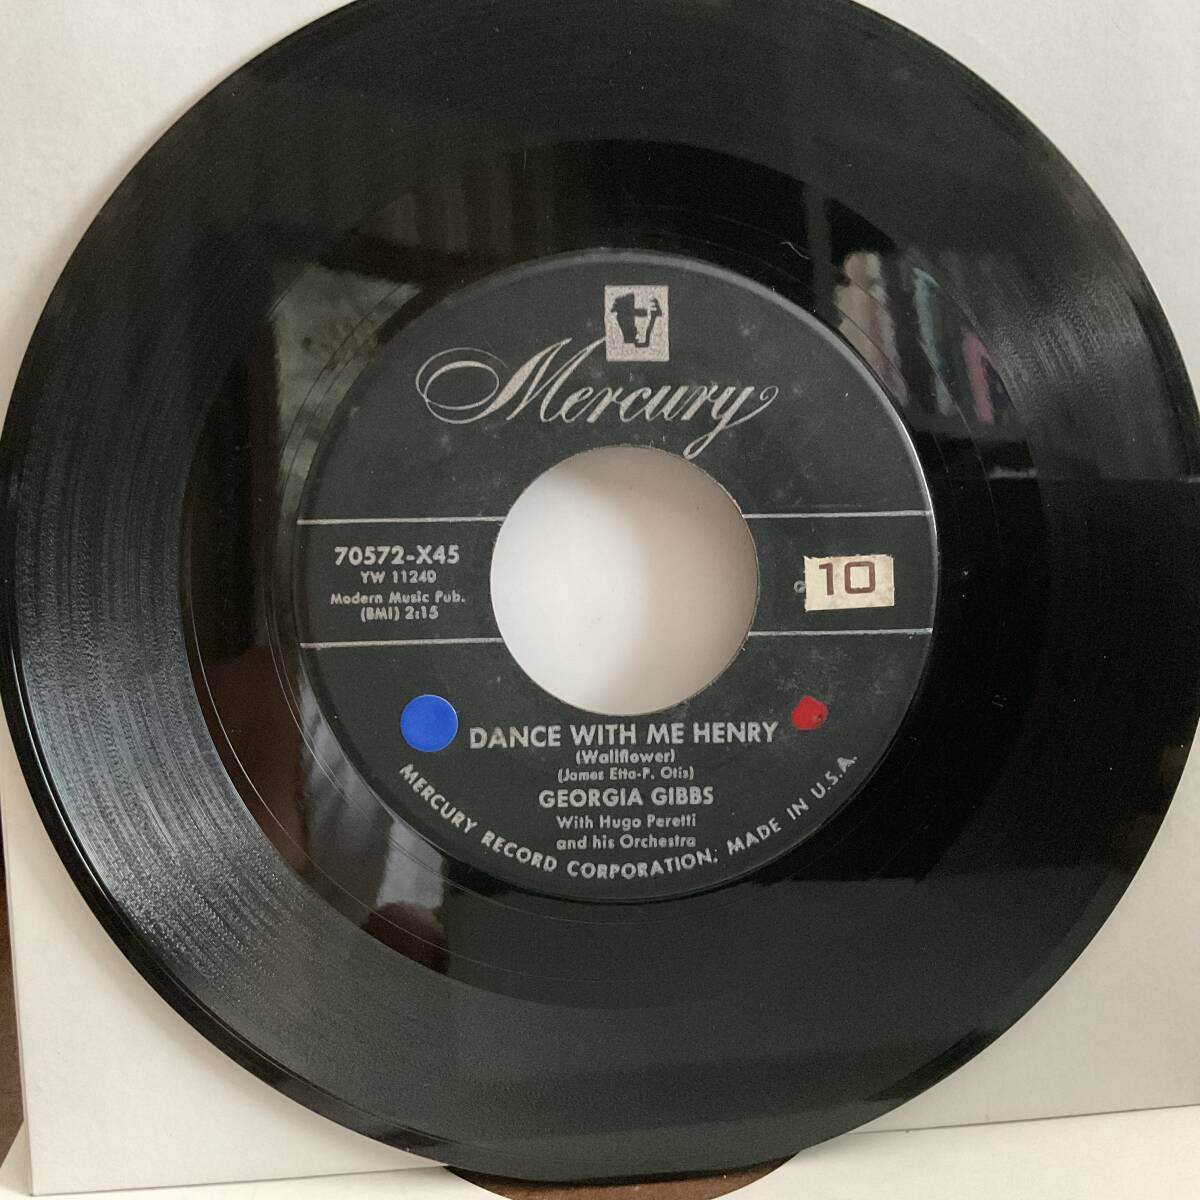 Mercury
70572-X45
YW 11240
Modern Music Pub.
(BMI) 2:15
10
DANCE WITH ME HENRY
(Wallflower)
(James Etta-P. Otis)
GEORGIA GIBBS
With Hugo Peretti
and his Orchestra
MERCURY RECORD CORPORATION; MADE IN U.S.A.